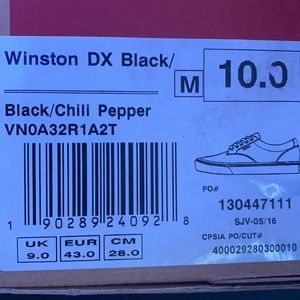 Winston DX Black/
M
10.0
Black/Chili Pepper
VN0A32R1A2T
PO#
130447111
SJV-05/16
CPSIA PO/CUT#
400029280300010
1 90289 24092 8
UK EUR CM
9.0 43.0 28.0